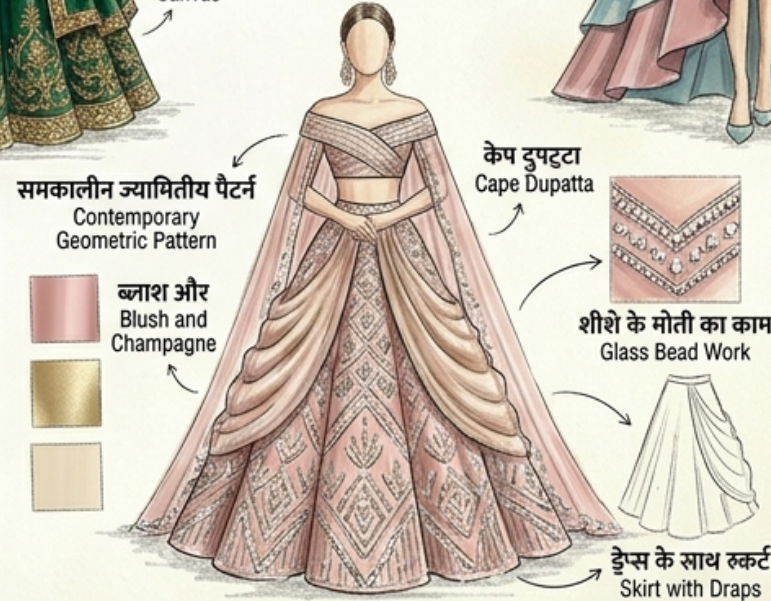 समकालीन ज्यामितीय पैटर्न
Contemporary
Geometric Pattern
केप दुपटुटा
Cape Dupatta
ब्लाश और
Blush and
Champagne
शीशे के मोती का काम
Glass Bead Work
ड्रेप्स के साथ रुकर्ट
Skirt with Draps